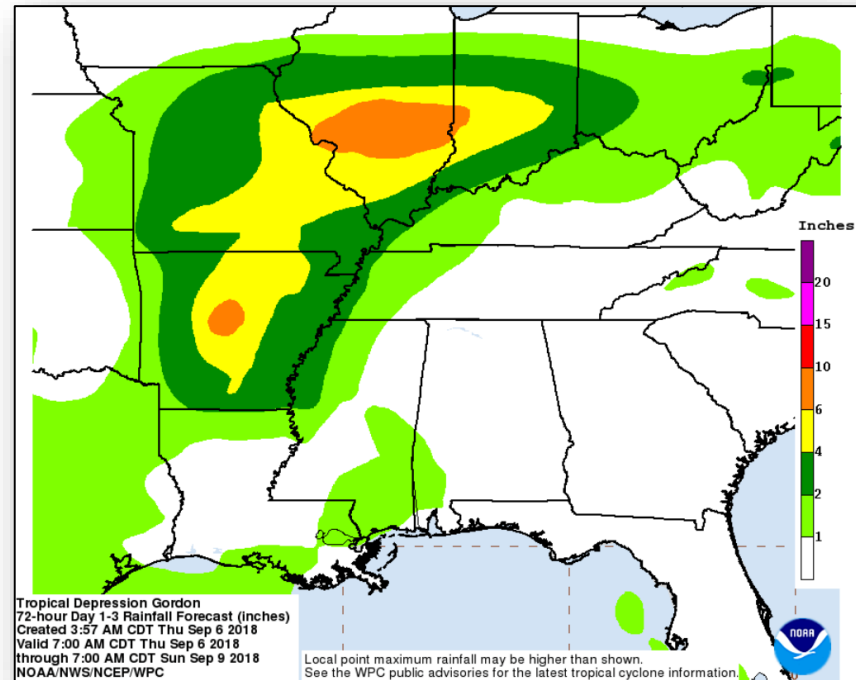 Inches
20
15
10
6
4
2
1
Tropical Depression Gordon
72-hour Day 1-3 Rainfall Forecast (inches)
Created 3:57 AM CDT Thu Sep 6 2018
Valid 7:00 AM CDT Thu Sep 6 2018
through 7:00 AM CDT Sun Sep 9 2018
NOAA/NWS/NCEP/WPC
Local point maximum rainfall may be higher than shown.
See the WPC public advisories for the latest tropical cyclone information.
NOAA